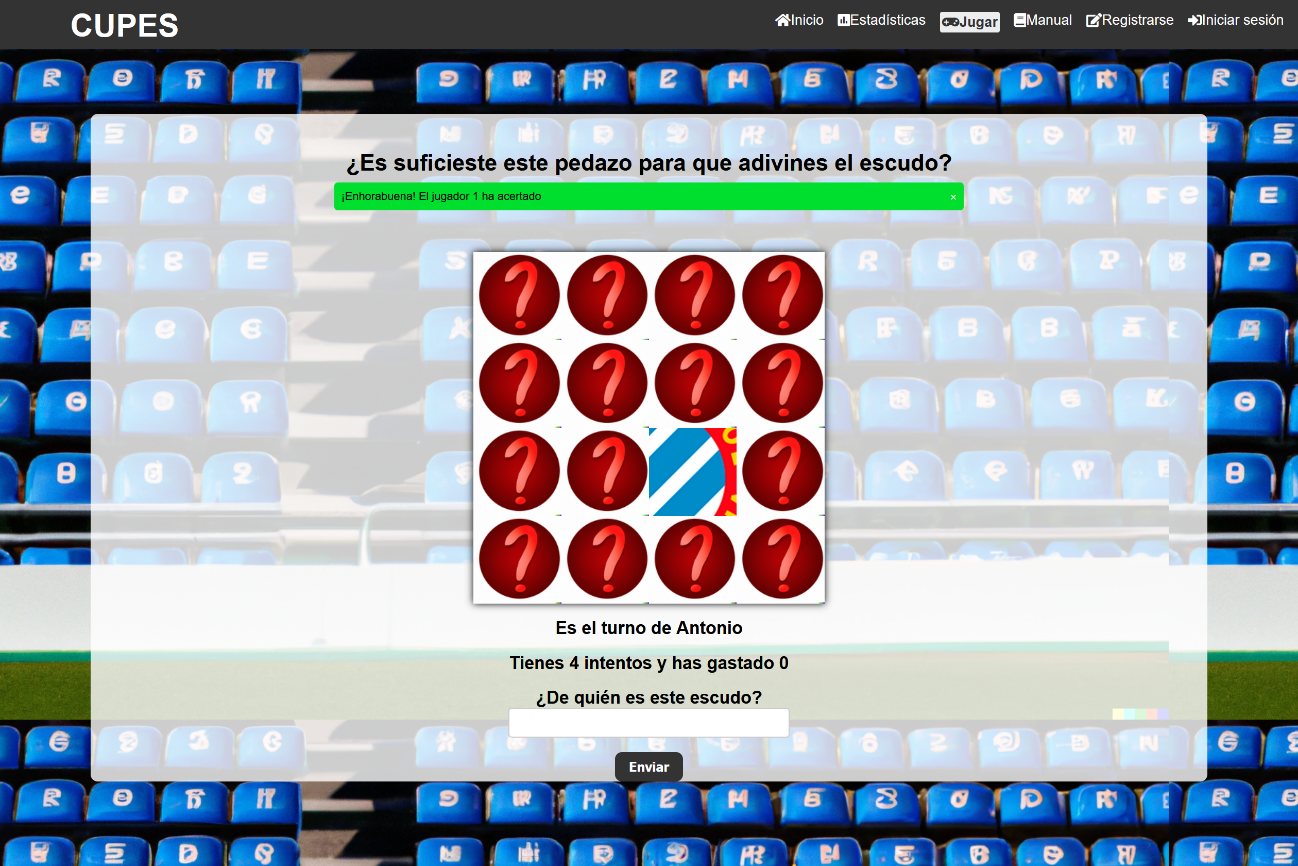 CUPES
Inicio Estadísticas Jugar Manual Registrarse Iniciar sesión
¿Es suficieste este pedazo para que adivines el escudo?
¡Enhorabuena! El jugador 1 ha acertado ×
Es el turno de Antonio
Tienes 4 intentos y has gastado 0
¿De quién es este escudo?
Enviar